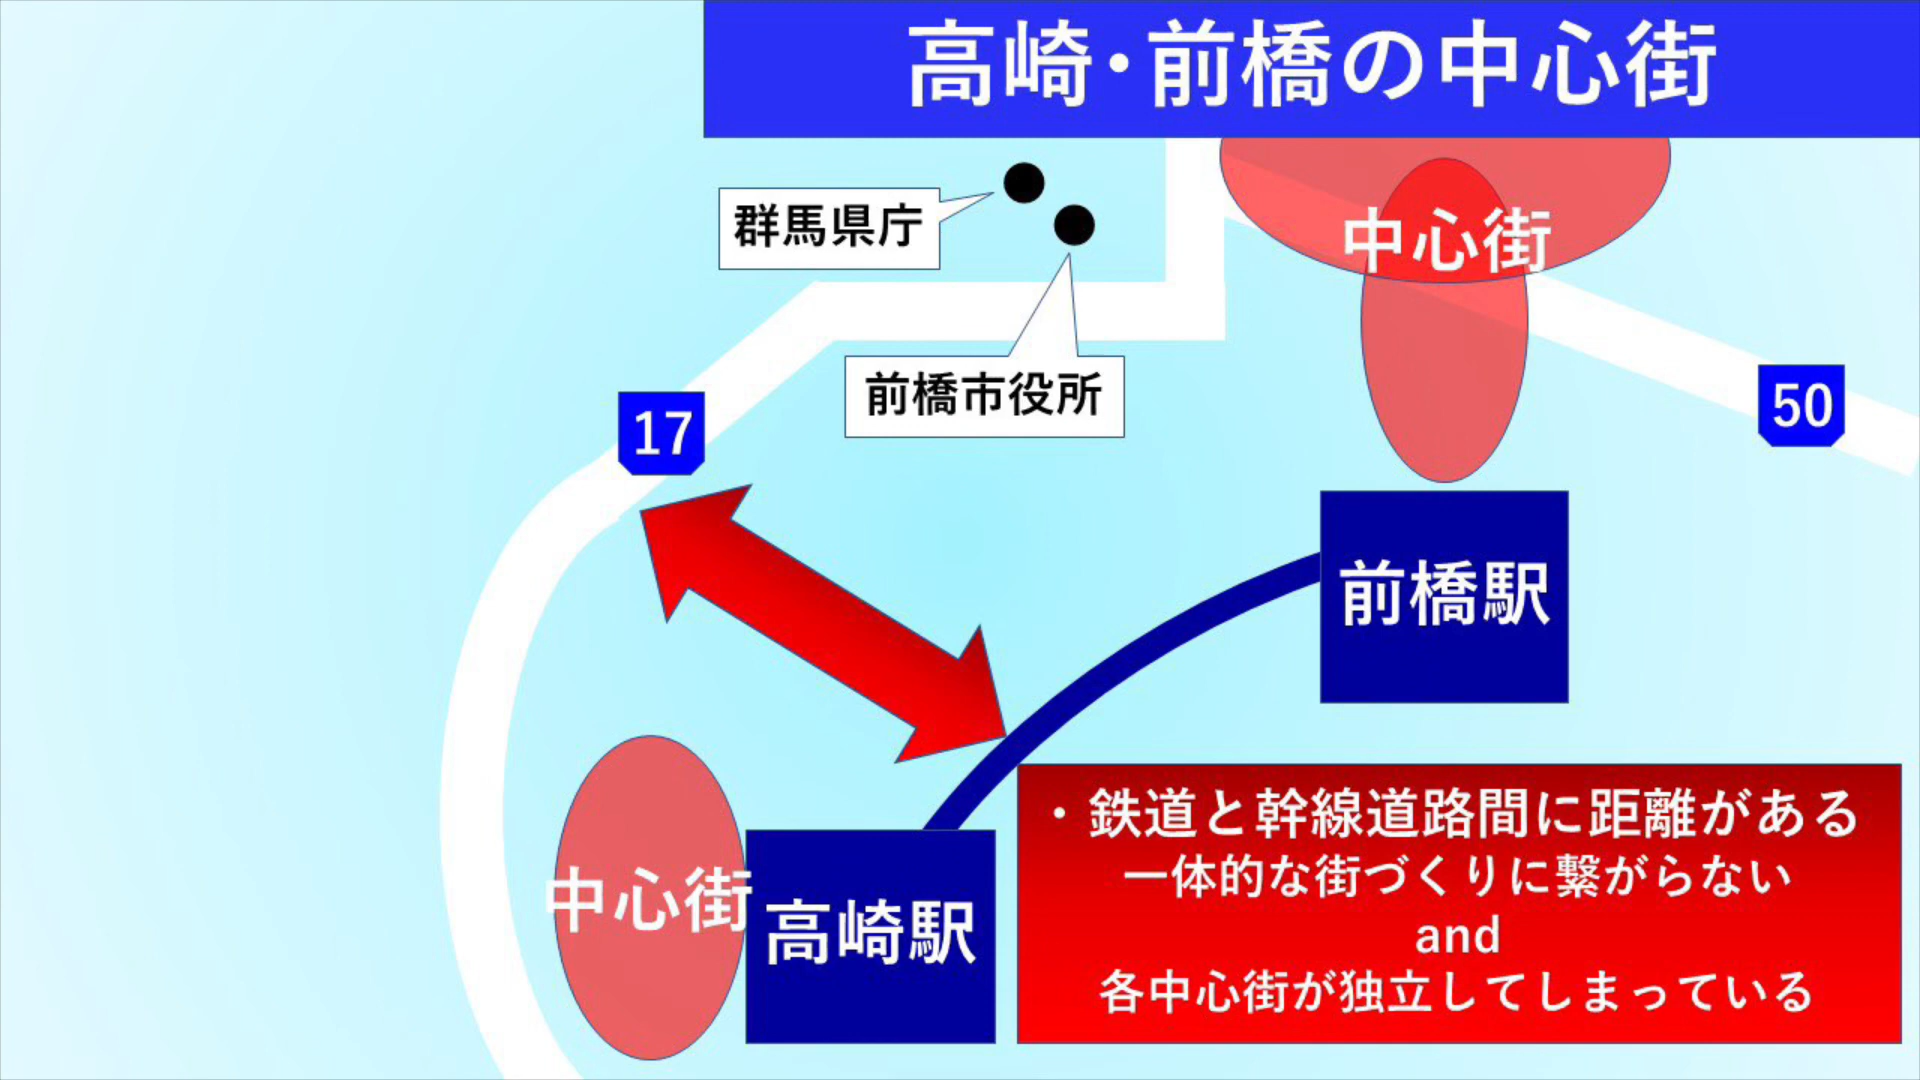 高崎・前橋の中心街
群馬県庁
中心街
前橋市役所
17
50
前橋駅
中心街
高崎駅
・鉄道と幹線道路間に距離がある
一体的な街づくりに繋がらない
and
各中心街が独立してしまっている